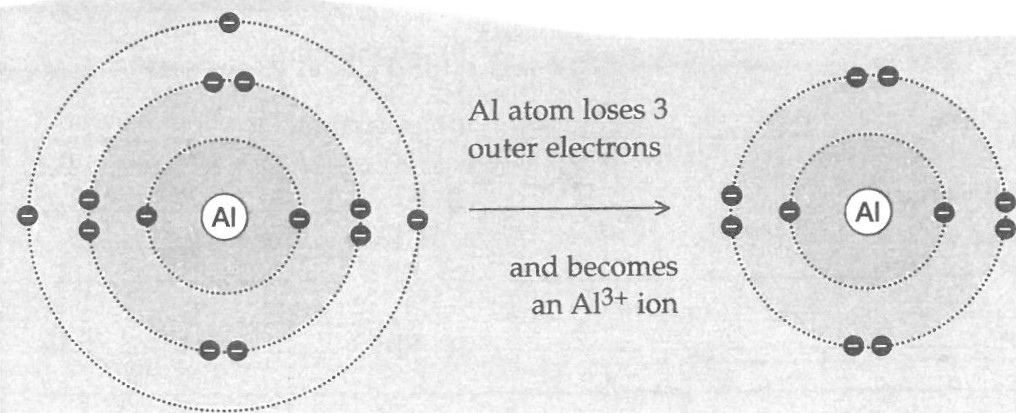 Al
Al atom loses 3
outer electrons
and becomes
an Al³⁺ ion
Al